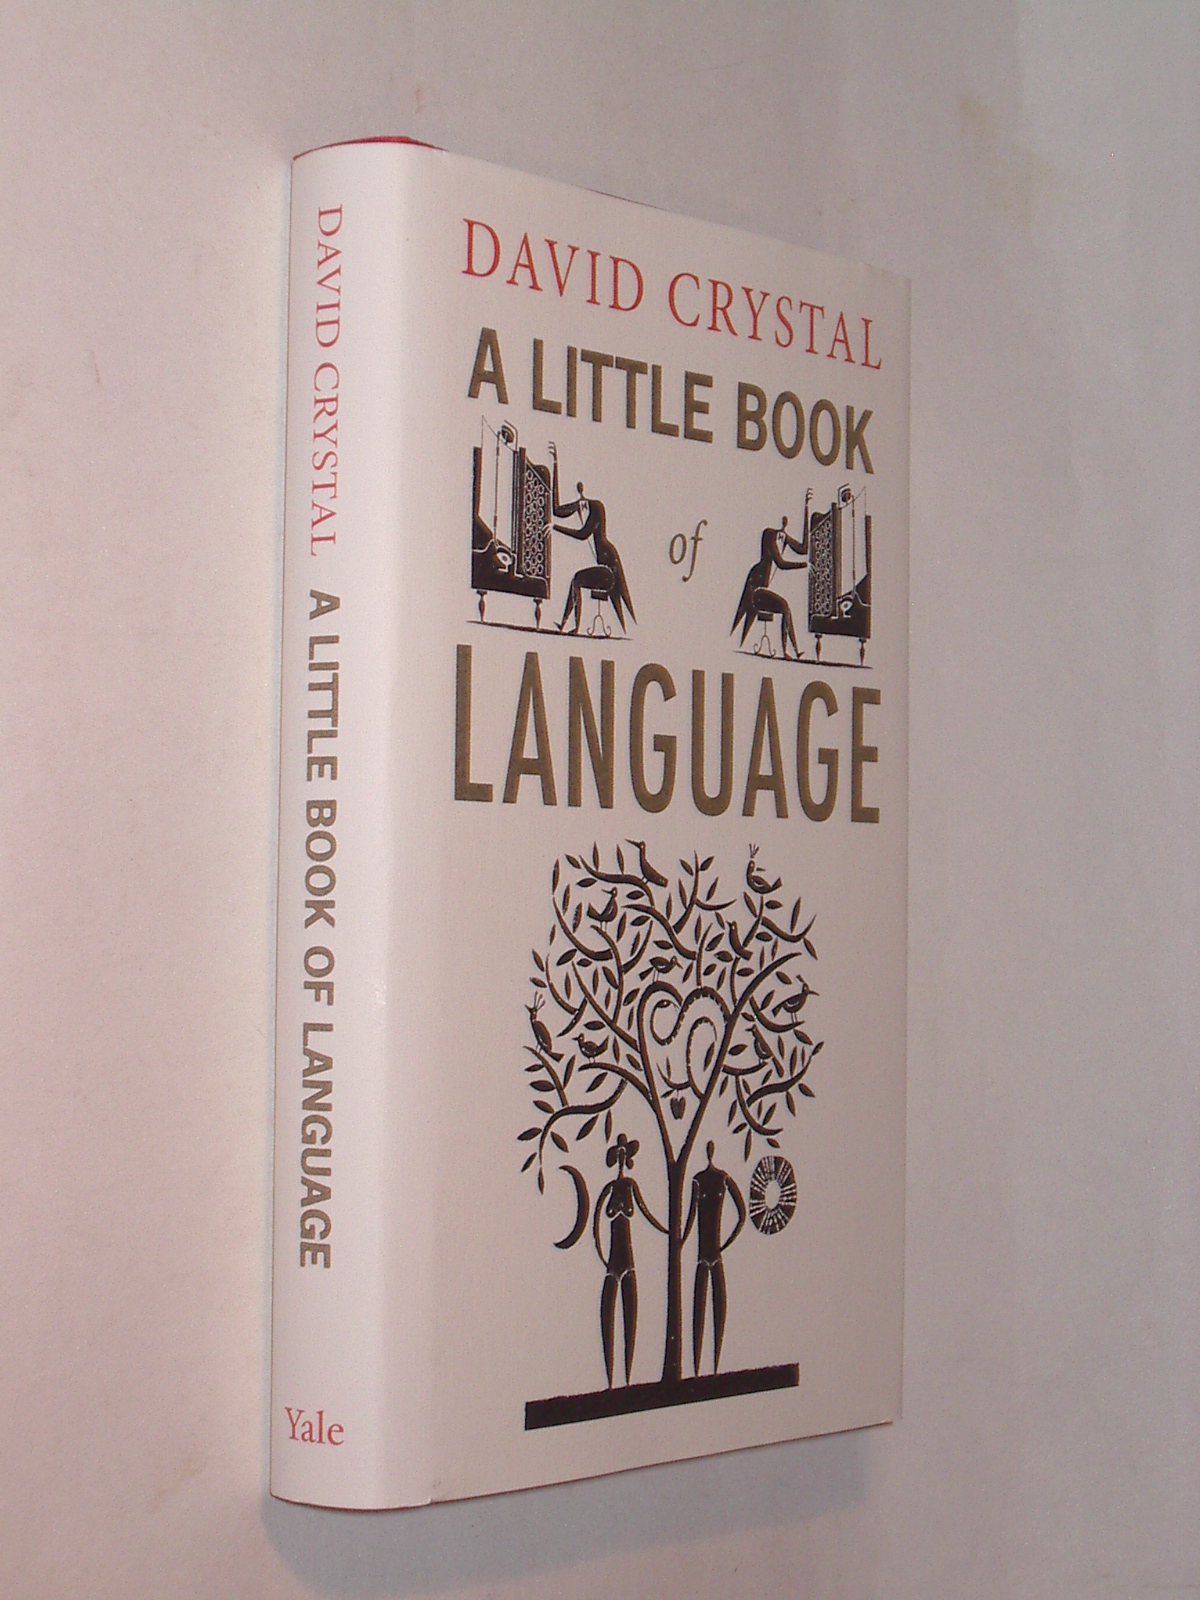 DAVID CRYSTAL A LITTLE BOOK OF LANGUAGE
Yale
DAVID CRYSTAL
A LITTLE BOOK
of
LANGUAGE